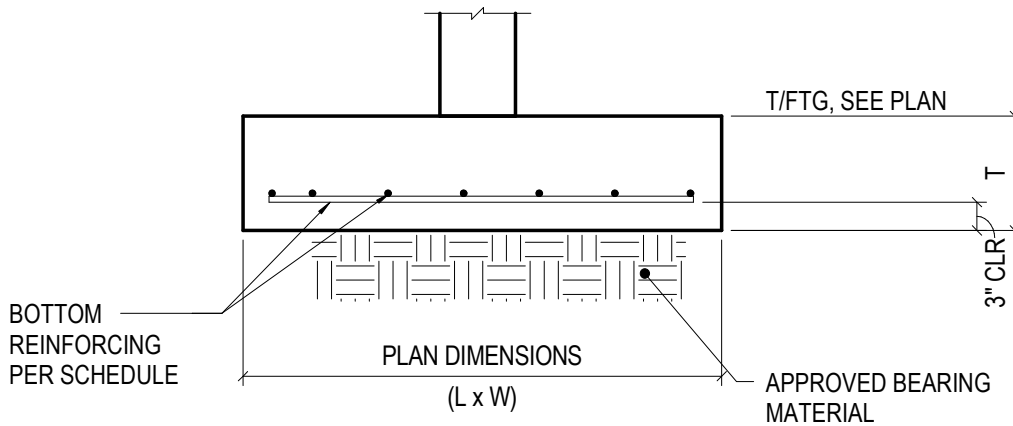 T/FTG, SEE PLAN
T
3" CLR
BOTTOM
REINFORCING
PER SCHEDULE
PLAN DIMENSIONS
(L x W)
APPROVED BEARING
MATERIAL